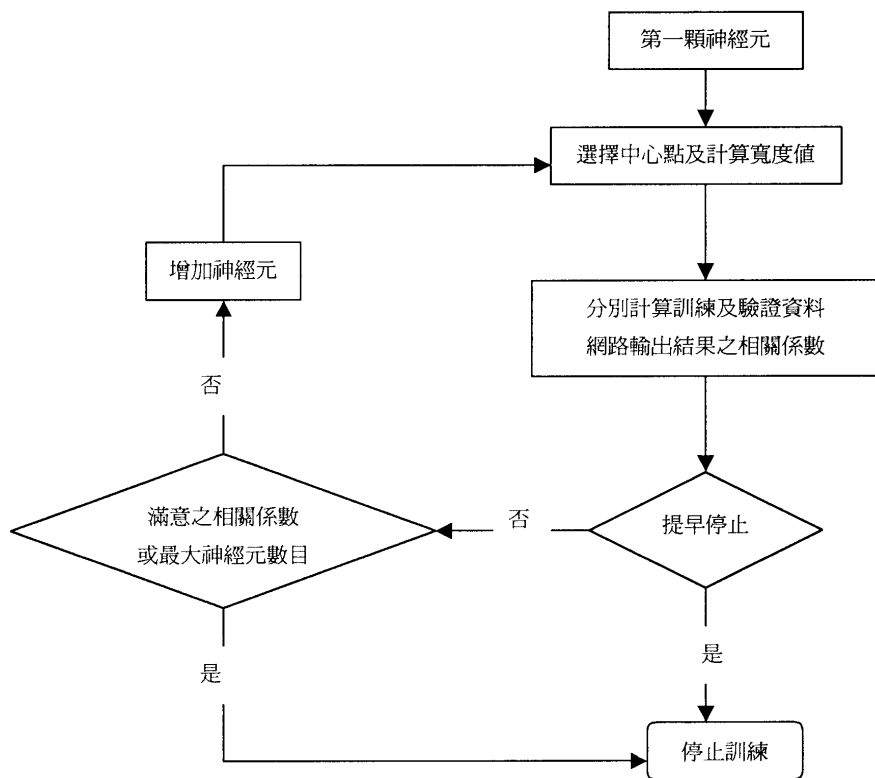 第一顆神經元
選擇中心點及計算寬度值
增加神經元
分別計算訓練及驗證資料
網路輸出結果之相關係數
否
滿意之相關係數
或最大神經元數目
否
提早停止
是
是
停止訓練